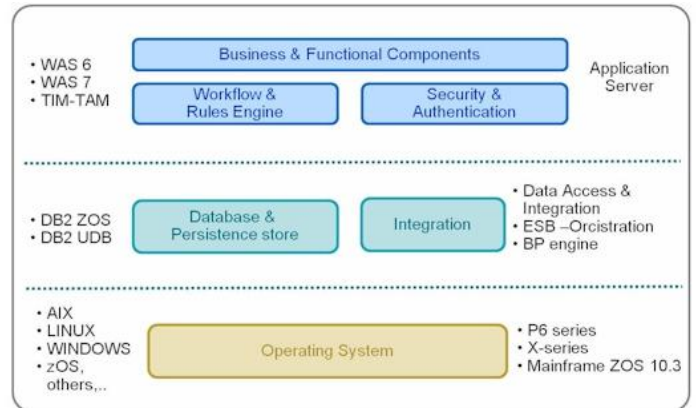 • WAS 6
• WAS 7
• TIM-TAM
Business & Functional Components
Workflow &
Rules Engine
Security &
Authentication
Application
Server
• DB2 ZOS
• DB2 UDB
Database &
Persistence store
Integration
• Data Access &
Integration
• ESB –Orcistration
• BP engine
• AIX
• LINUX
• WINDOWS
• zOS,
others,..
Operating System
• P6 series
• X-series
• Mainframe ZOS 10.3